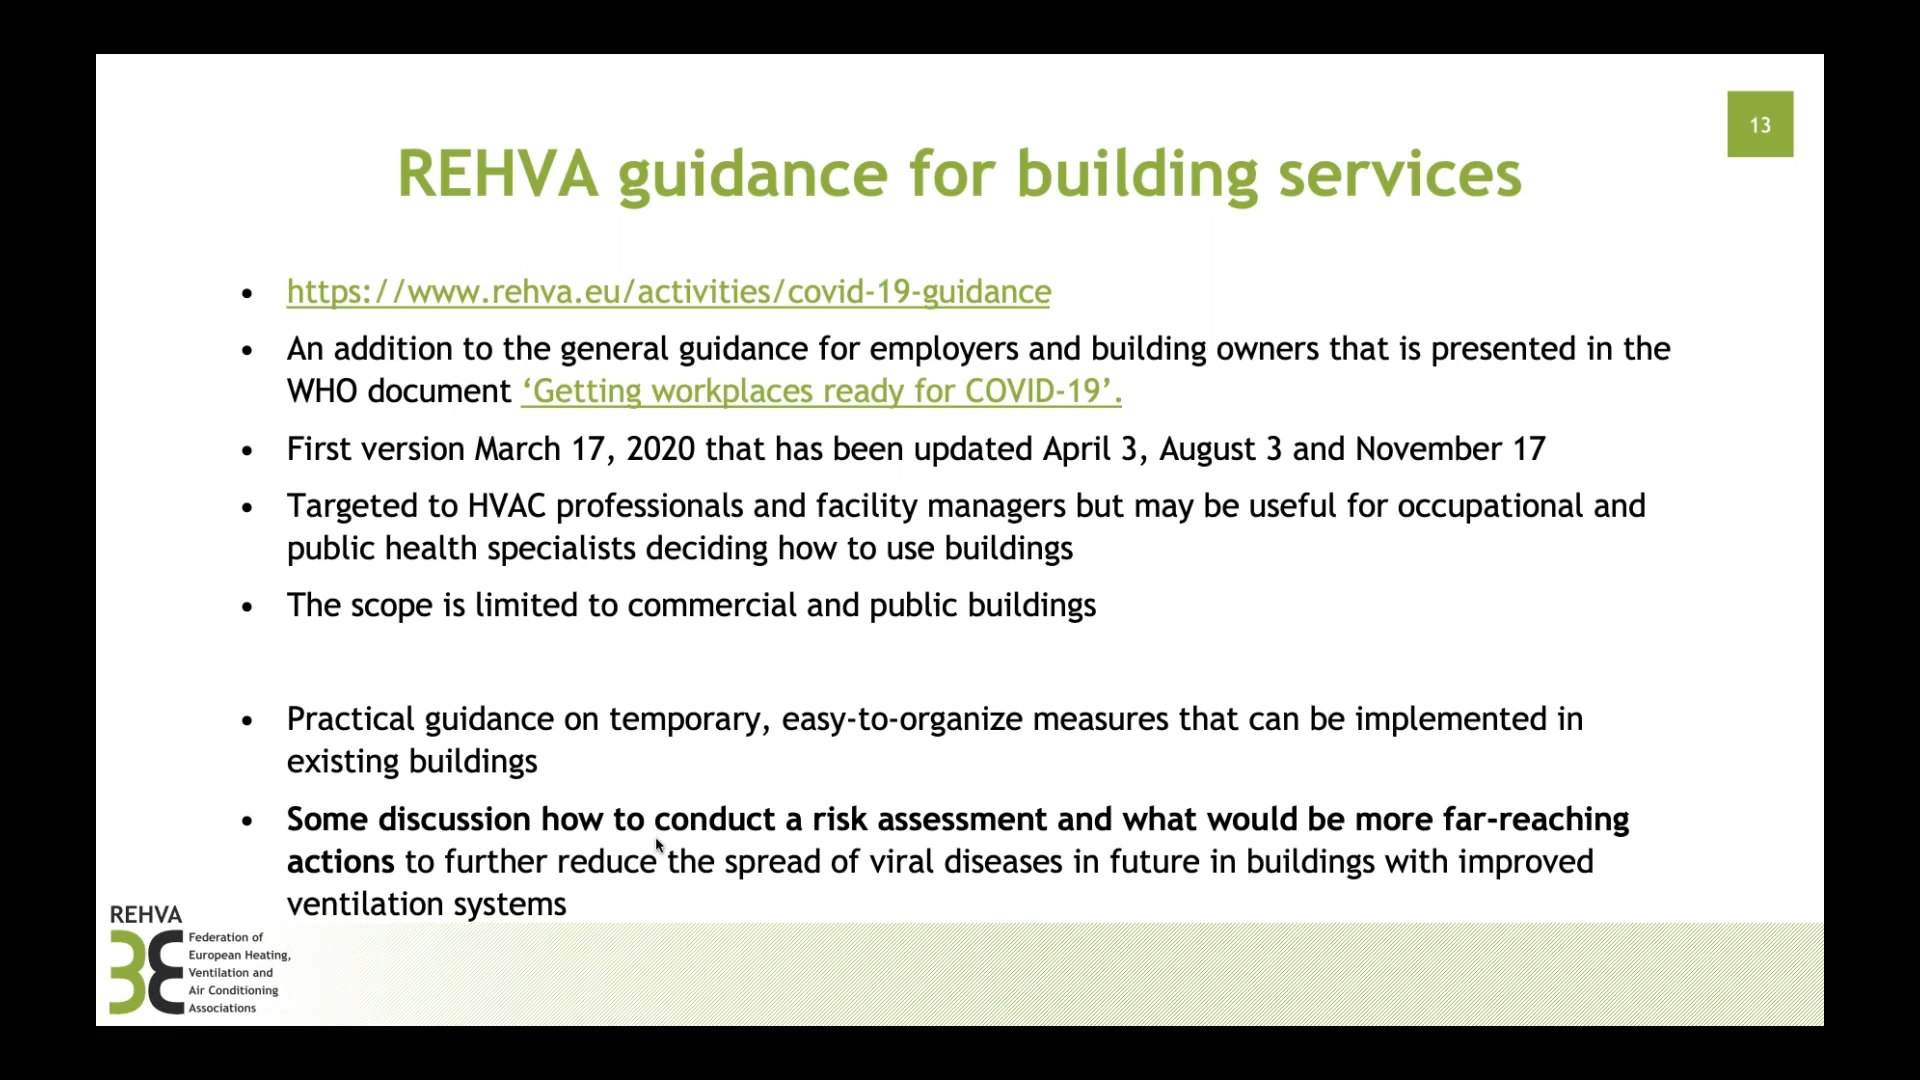 13
REHVA guidance for building services
• https://www.rehva.eu/activities/covid-19-guidance
• An addition to the general guidance for employers and building owners that is presented in the
WHO document ‘Getting workplaces ready for COVID-19’.
• First version March 17, 2020 that has been updated April 3, August 3 and November 17
• Targeted to HVAC professionals and facility managers but may be useful for occupational and
public health specialists deciding how to use buildings
• The scope is limited to commercial and public buildings
• Practical guidance on temporary, easy-to-organize measures that can be implemented in
existing buildings
• Some discussion how to conduct a risk assessment and what would be more far-reaching
actions to further reduce the spread of viral diseases in future in buildings with improved
ventilation systems
REHVA
Federation of
European Heating,
Ventilation and
Air Conditioning
Associations